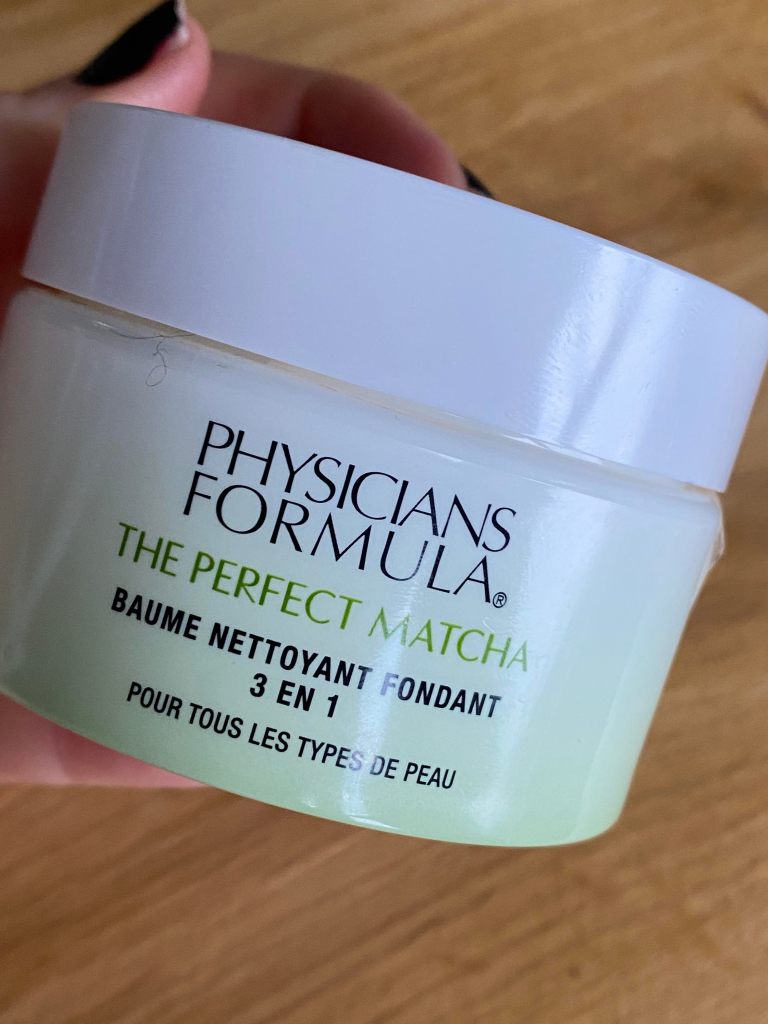 PHYSICIANS
FORMULA®
THE PERFECT MATCHA
BAUME NETTOYANT FONDANT
3 EN 1
POUR TOUS LES TYPES DE PEAU